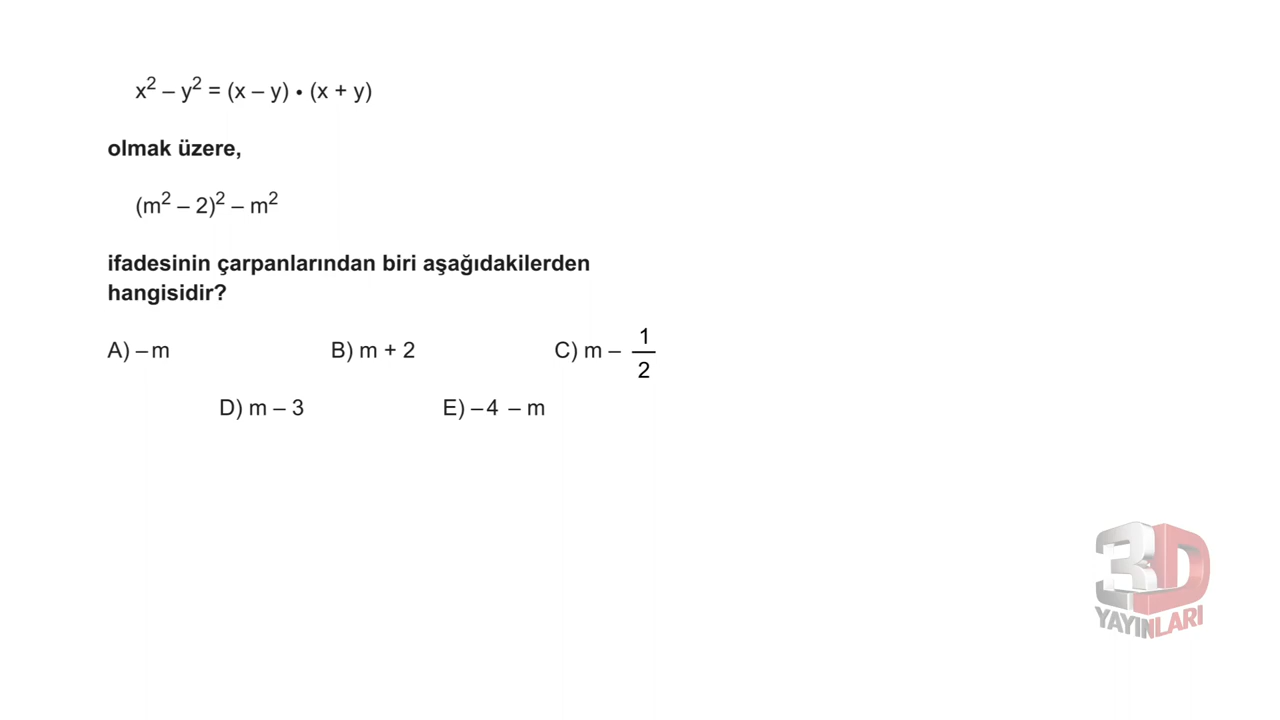 x² – y² = (x – y) • (x + y)
olmak üzere,
(m² – 2)² – m²
ifadesinin çarpanlarından biri aşağıdakilerden
hangisidir?
A) –m B) m + 2 C) m – 1/2
D) m – 3 E) –4 – m
3D
YAYINLARI